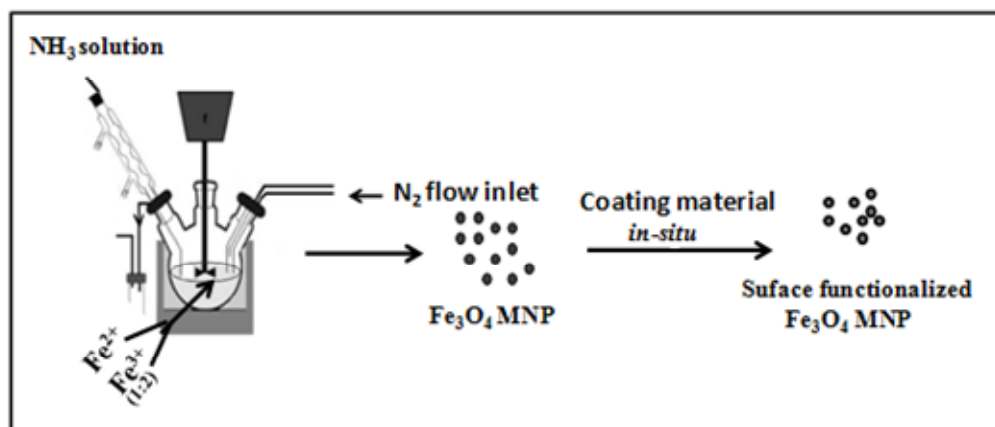 NH₃ solution
N₂ flow inlet
Fe²⁺
Fe³⁺
(1:2)
Fe₃O₄ MNP
Coating material
in-situ
Suface functionalized
Fe₃O₄ MNP